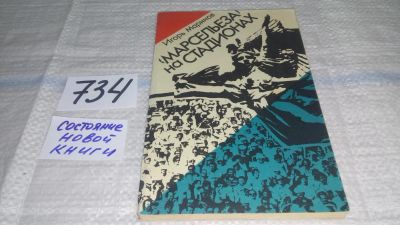 734
СОСТОЯНИЕ
НОВОЙ
КНИГИ
Игорь Маринов
"МАРСЕЛЬЕЗА"
НА СТАДИОНАХ